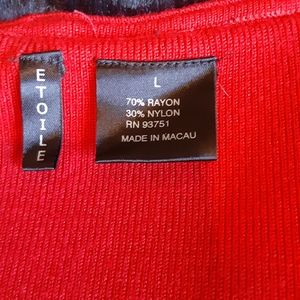 ETOILE
L
70% RAYON
30% NYLON
RN 93751
MADE IN MACAU